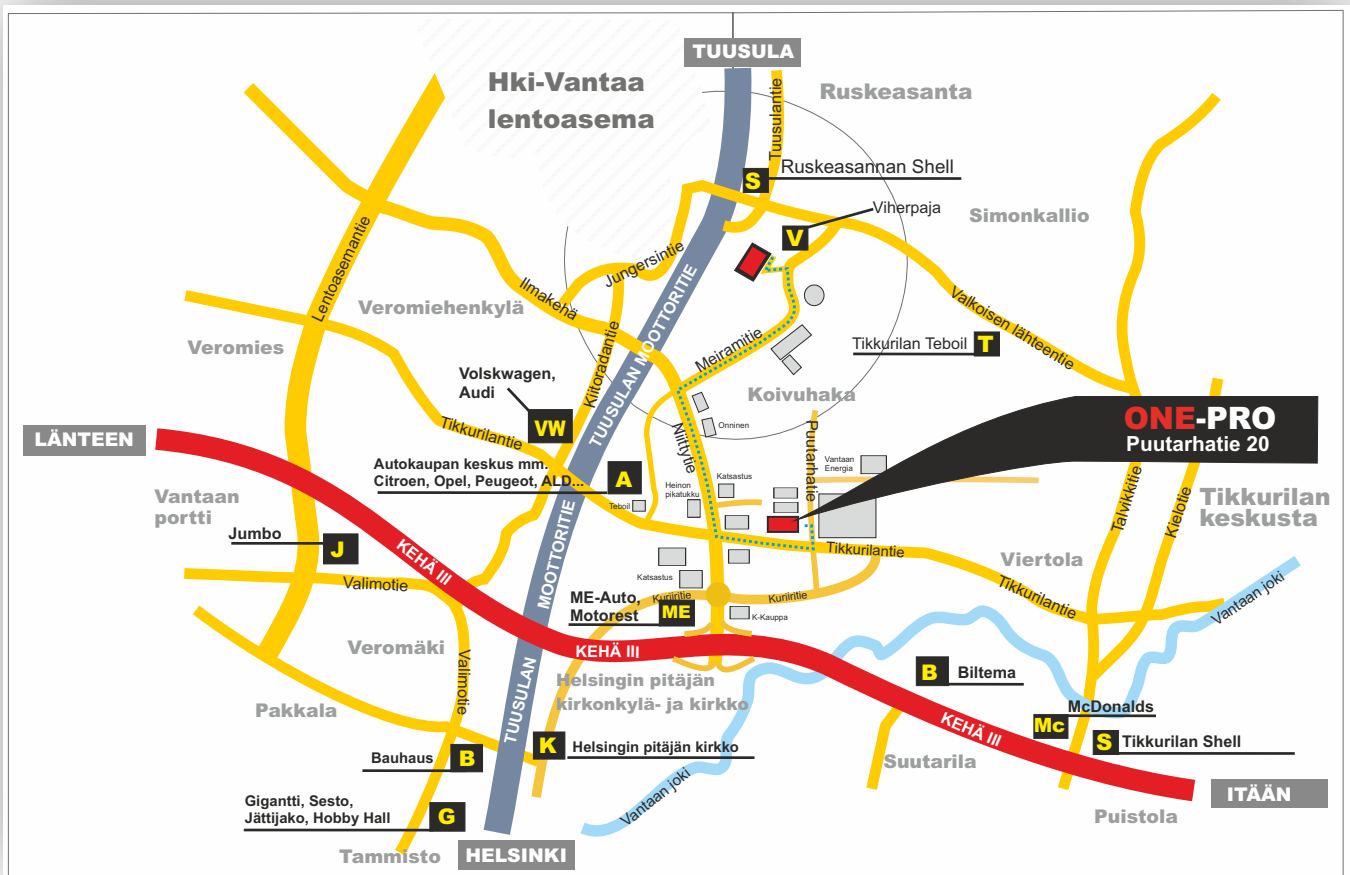 TUUSULA
Hki-Vantaa
lentoasema
Ruskeasanta
Tuusulantie
S
Ruskeasannan Shell
Viherpaja
V
Simonkallio
Lentoasemantie
Jungersintie
Ilmakehä
Veromiehenkylä
Veromies
Kiitoradantie
TUUSULAN MOOTTORITIE
Meiramitie
Valkoisen lähteentie
Tikkurilan Teboil
T
Volskwagen,
Audi
VW
Tikkurilantie
Koivuhaka
Onninen
Niittytie
Puutarhatie
ONE-PRO
Puutarhatie 20
LÄNTEEN
Autokaupan keskus mm.
Citroen, Opel, Peugeot, ALD...
A
Teboil
Heinon
pikatukku
Katsastus
Vantaan
Energia
Talvikkitie
Kielotie
Tikkurilan
keskusta
Vantaan
portti
Jumbo
J
KEHÄ III
Valimotie
MOOTTORITIE
Tikkurilantie
Viertola
Tikkurilantie
Vantaan joki
Katsastus
ME-Auto,
Motorest
Kuriiritie
ME
Kuriiritie
K-Kauppa
Veromäki
Valimotie
KEHÄ III
TUUSULAN
Helsingin pitäjän
kirkonkylä- ja kirkko
B
Biltema
Pakkala
McDonalds
Mc
KEHÄ III
S
Tikkurilan Shell
Bauhaus
B
K
Helsingin pitäjän kirkko
Suutarila
Vantaan joki
ITÄÄN
Puistola
Gigantti, Sesto,
Jättijako, Hobby Hall
G
Tammisto
HELSINKI